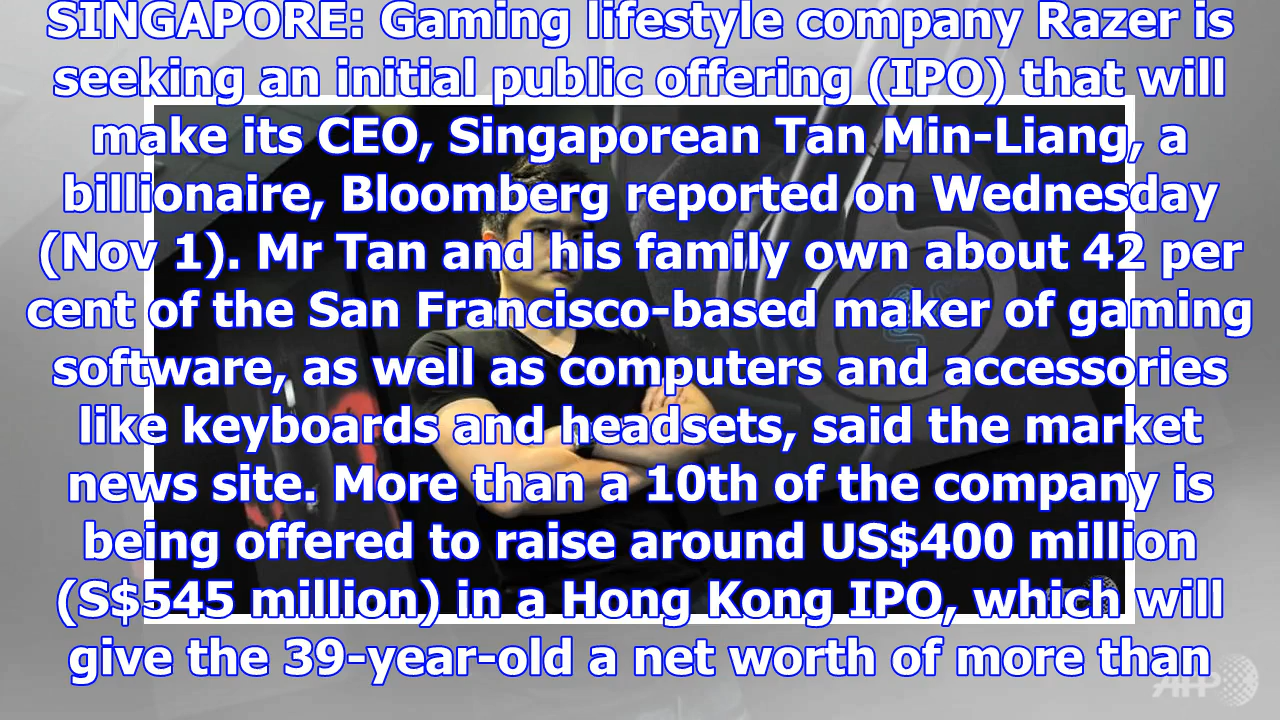 SINGAPORE: Gaming lifestyle company Razer is
seeking an initial public offering (IPO) that will
make its CEO, Singaporean Tan Min-Liang, a
billionaire, Bloomberg reported on Wednesday
(Nov 1). Mr Tan and his family own about 42 per
cent of the San Francisco-based maker of gaming
software, as well as computers and accessories
like keyboards and headsets, said the market
news site. More than a 10th of the company is
being offered to raise around US$400 million
(S$545 million) in a Hong Kong IPO, which will
give the 39-year-old a net worth of more than
AFP